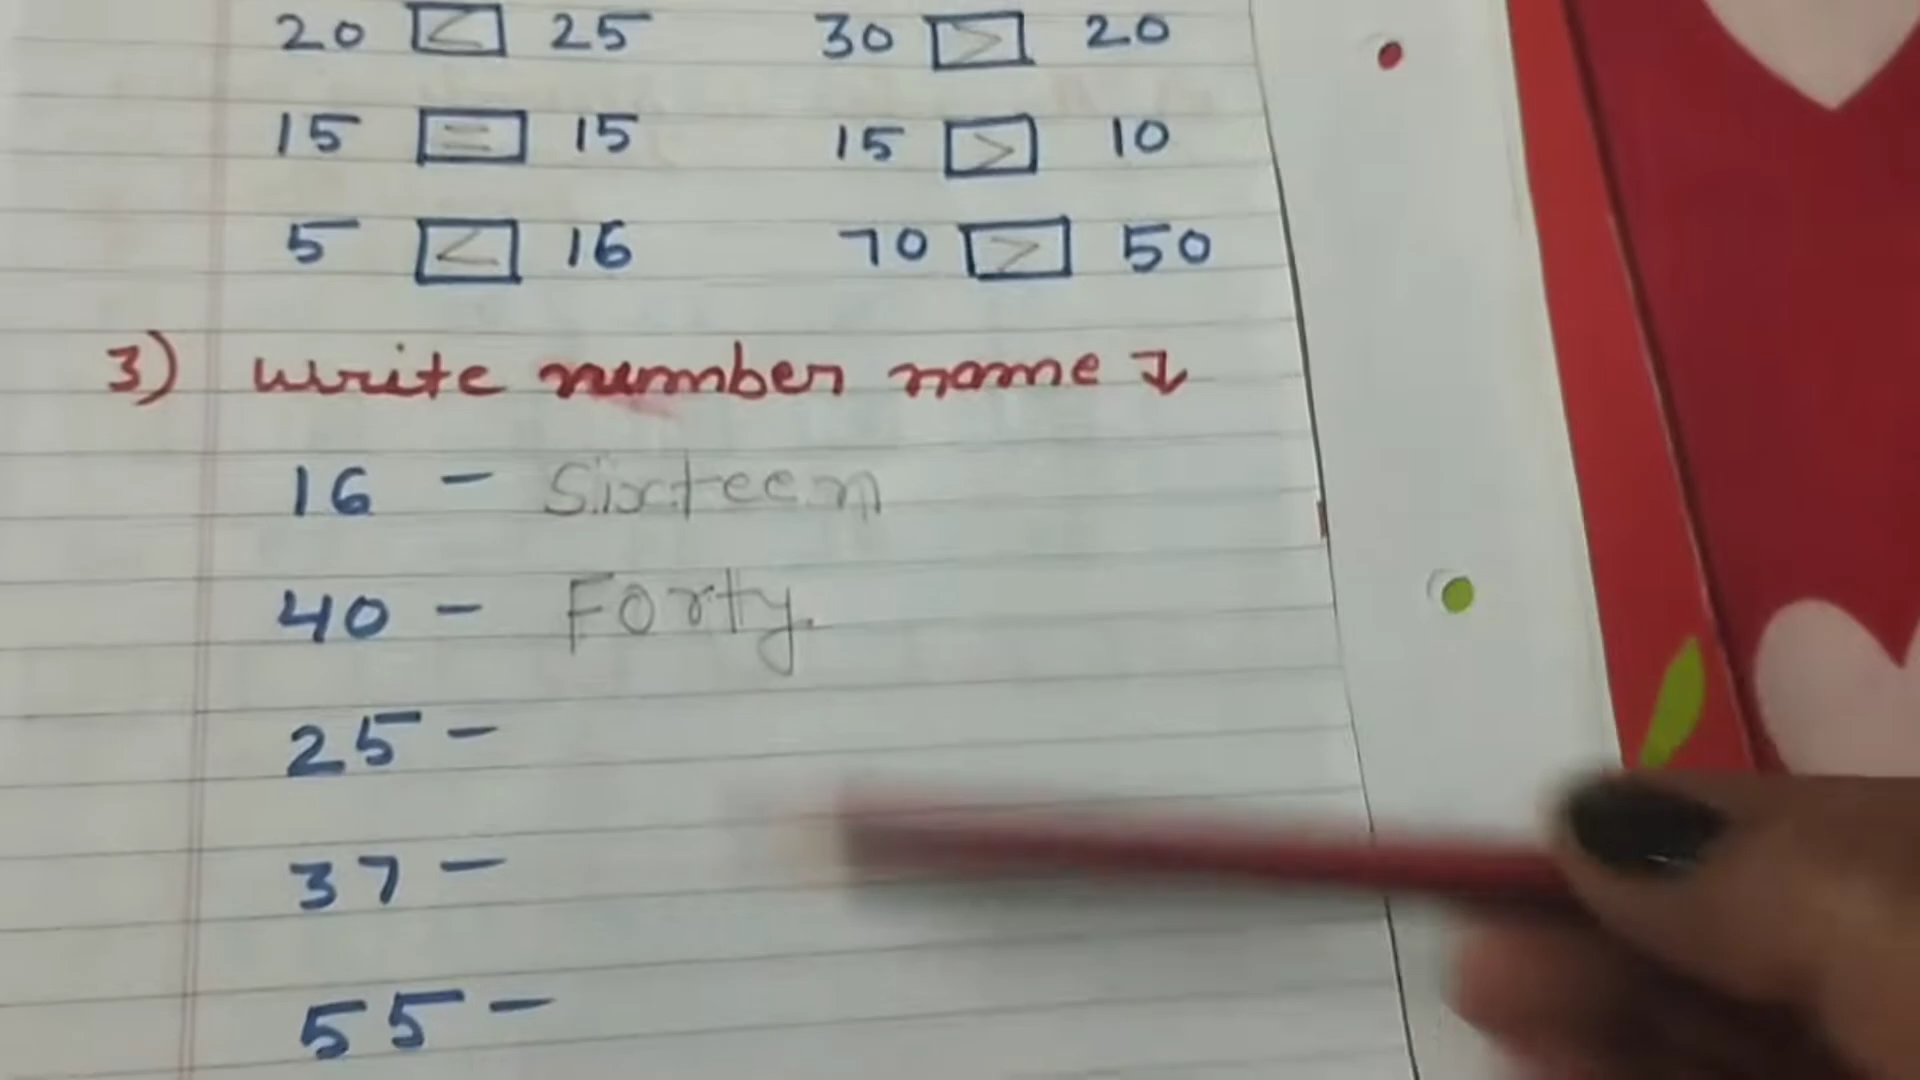 20 < 25 30 > 20
15 = 15 15 > 10
5 < 16 70 > 50
3) write number name
16 - Sixteen
40 - Forty.
25 -
37 -
55 -